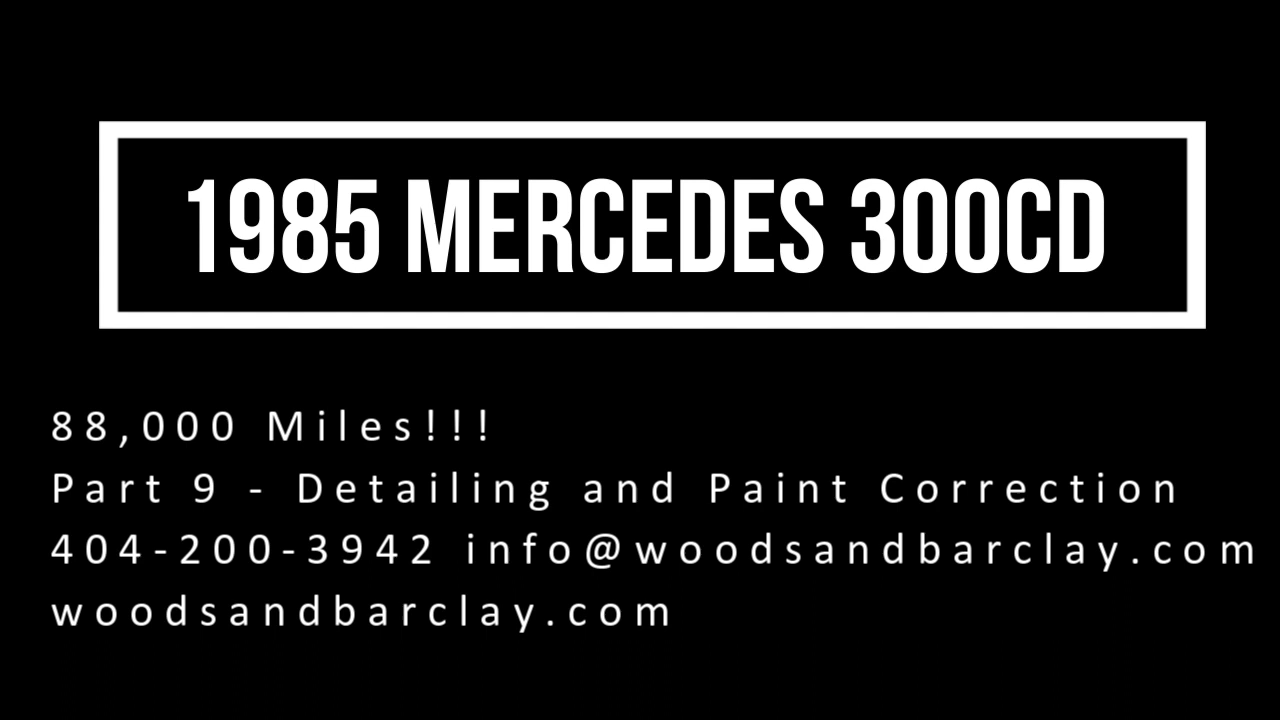 1985 MERCEDES 300CD
88,000 Miles!!!
Part 9 - Detailing and Paint Correction
404-200-3942 info@woodsandbarclay.com
woodsandbarclay.com